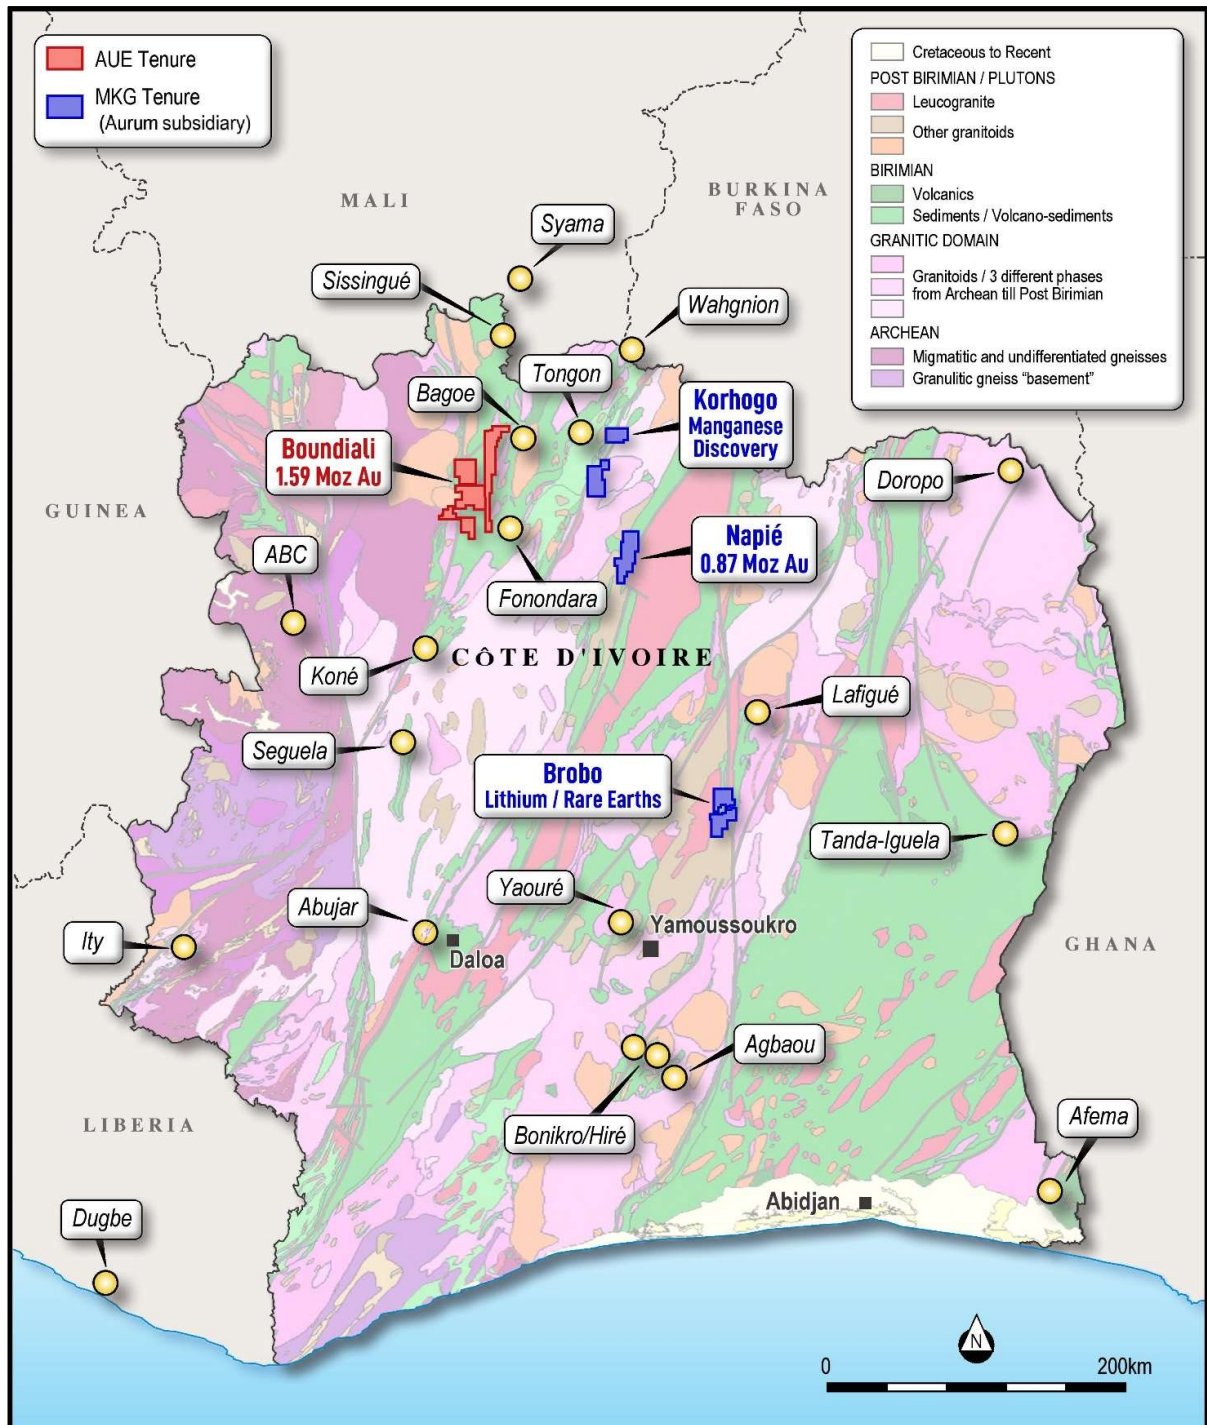 AUE Tenure
MKG Tenure
(Aurum subsidiary)
Cretaceous to Recent
POST BIRIMIAN / PLUTONS
Leucogranite
Other granitoids
BIRIMIAN
Volcanics
Sediments / Volcano-sediments
GRANITIC DOMAIN
Granitoids / 3 different phases
from Archean till Post Birimian
ARCHEAN
Migmatitic and undifferentiated gneisses
Granulitic gneiss "basement"
MALI
BURKINA
FASO
Syama
Sissingué
Wahgnion
Tongon
Bagoe
Korhogo
Manganese
Discovery
Boundiali
1.59 Moz Au
Doropo
GUINEA
Napié
0.87 Moz Au
ABC
Fonondara
Koné
CÔTE D'IVOIRE
Lafigué
Seguela
Brobo
Lithium / Rare Earths
Tanda-Iguela
Yaouré
Abujar
Yamoussoukro
Ity
Daloa
GHANA
Agbaou
Bonikro/Hiré
LIBERIA
Afema
Abidjan
Dugbe
N
0
200km